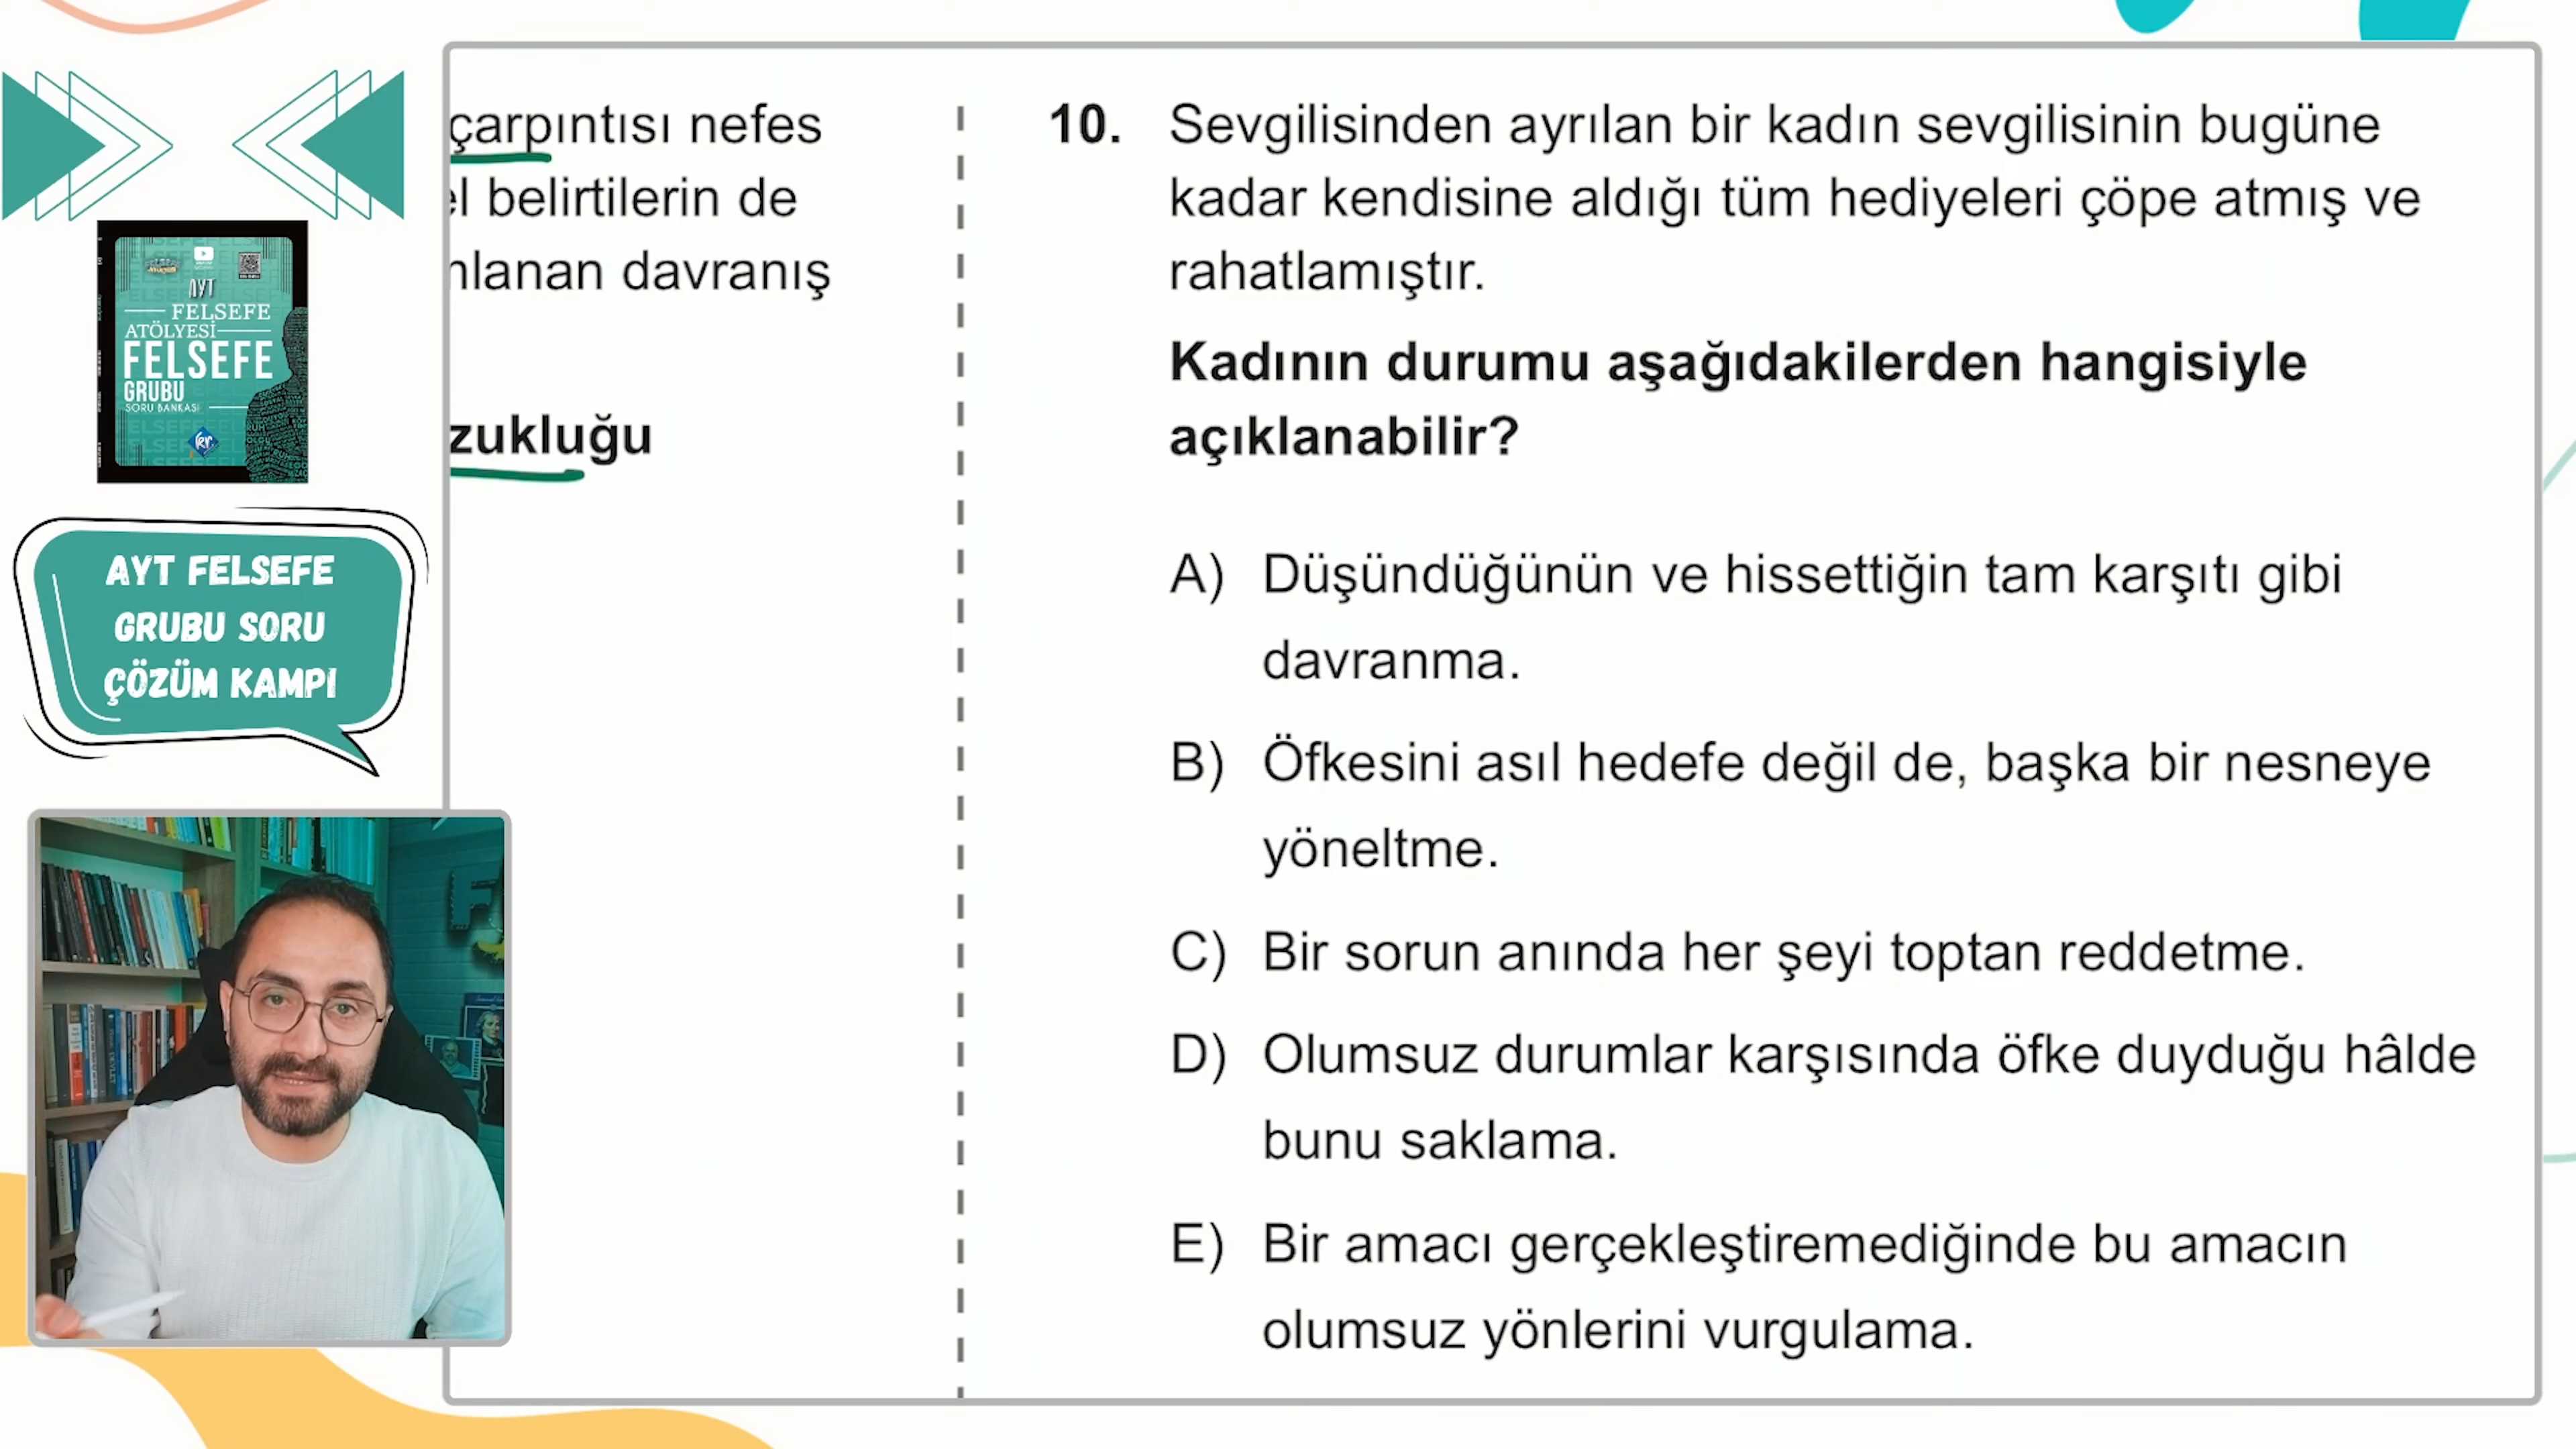 çarpıntısı nefes
el belirtilerin de
nlanan davranış
zukluğu
AYT
FELSEFE
ATÖLYESİ
FELSEFE
GRUBU
SORU BANKASI
AYT FELSEFE
GRUBU SORU
ÇÖZÜM KAMPI
10. Sevgilisinden ayrılan bir kadın sevgilisinin bugüne
kadar kendisine aldığı tüm hediyeleri çöpe atmış ve
rahatlamıştır.
Kadının durumu aşağıdakilerden hangisiyle
açıklanabilir?
A) Düşündüğünün ve hissettiğin tam karşıtı gibi
davranma.
B) Öfkesini asıl hedefe değil de, başka bir nesneye
yöneltme.
C) Bir sorun anında her şeyi toptan reddetme.
D) Olumsuz durumlar karşısında öfke duyduğu hâlde
bunu saklama.
E) Bir amacı gerçekleştiremediğinde bu amacın
olumsuz yönlerini vurgulama.